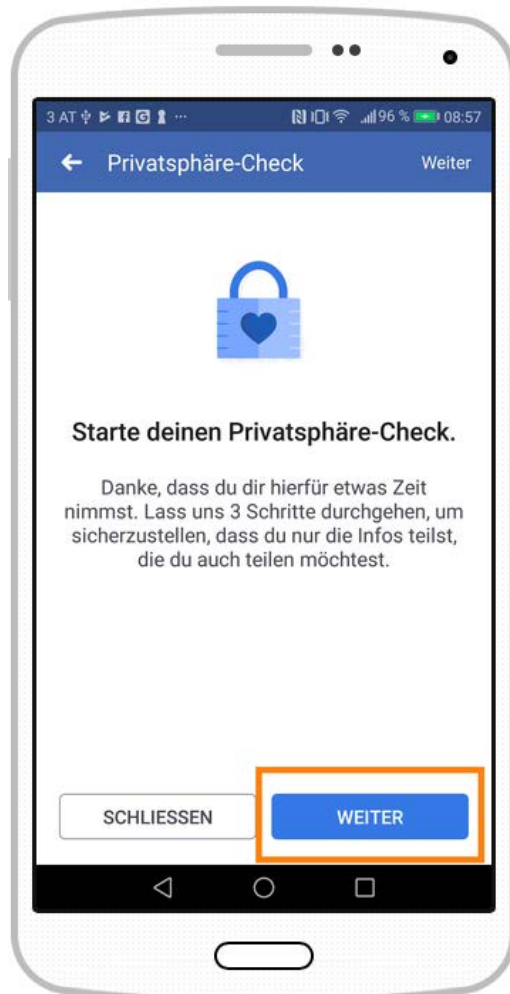 3 AT ... 96 % 08:57
Privatsphäre-Check Weiter
Starte deinen Privatsphäre-Check.
Danke, dass du dir hierfür etwas Zeit
nimmst. Lass uns 3 Schritte durchgehen, um
sicherzustellen, dass du nur die Infos teilst,
die du auch teilen möchtest.
SCHLIESSEN WEITER